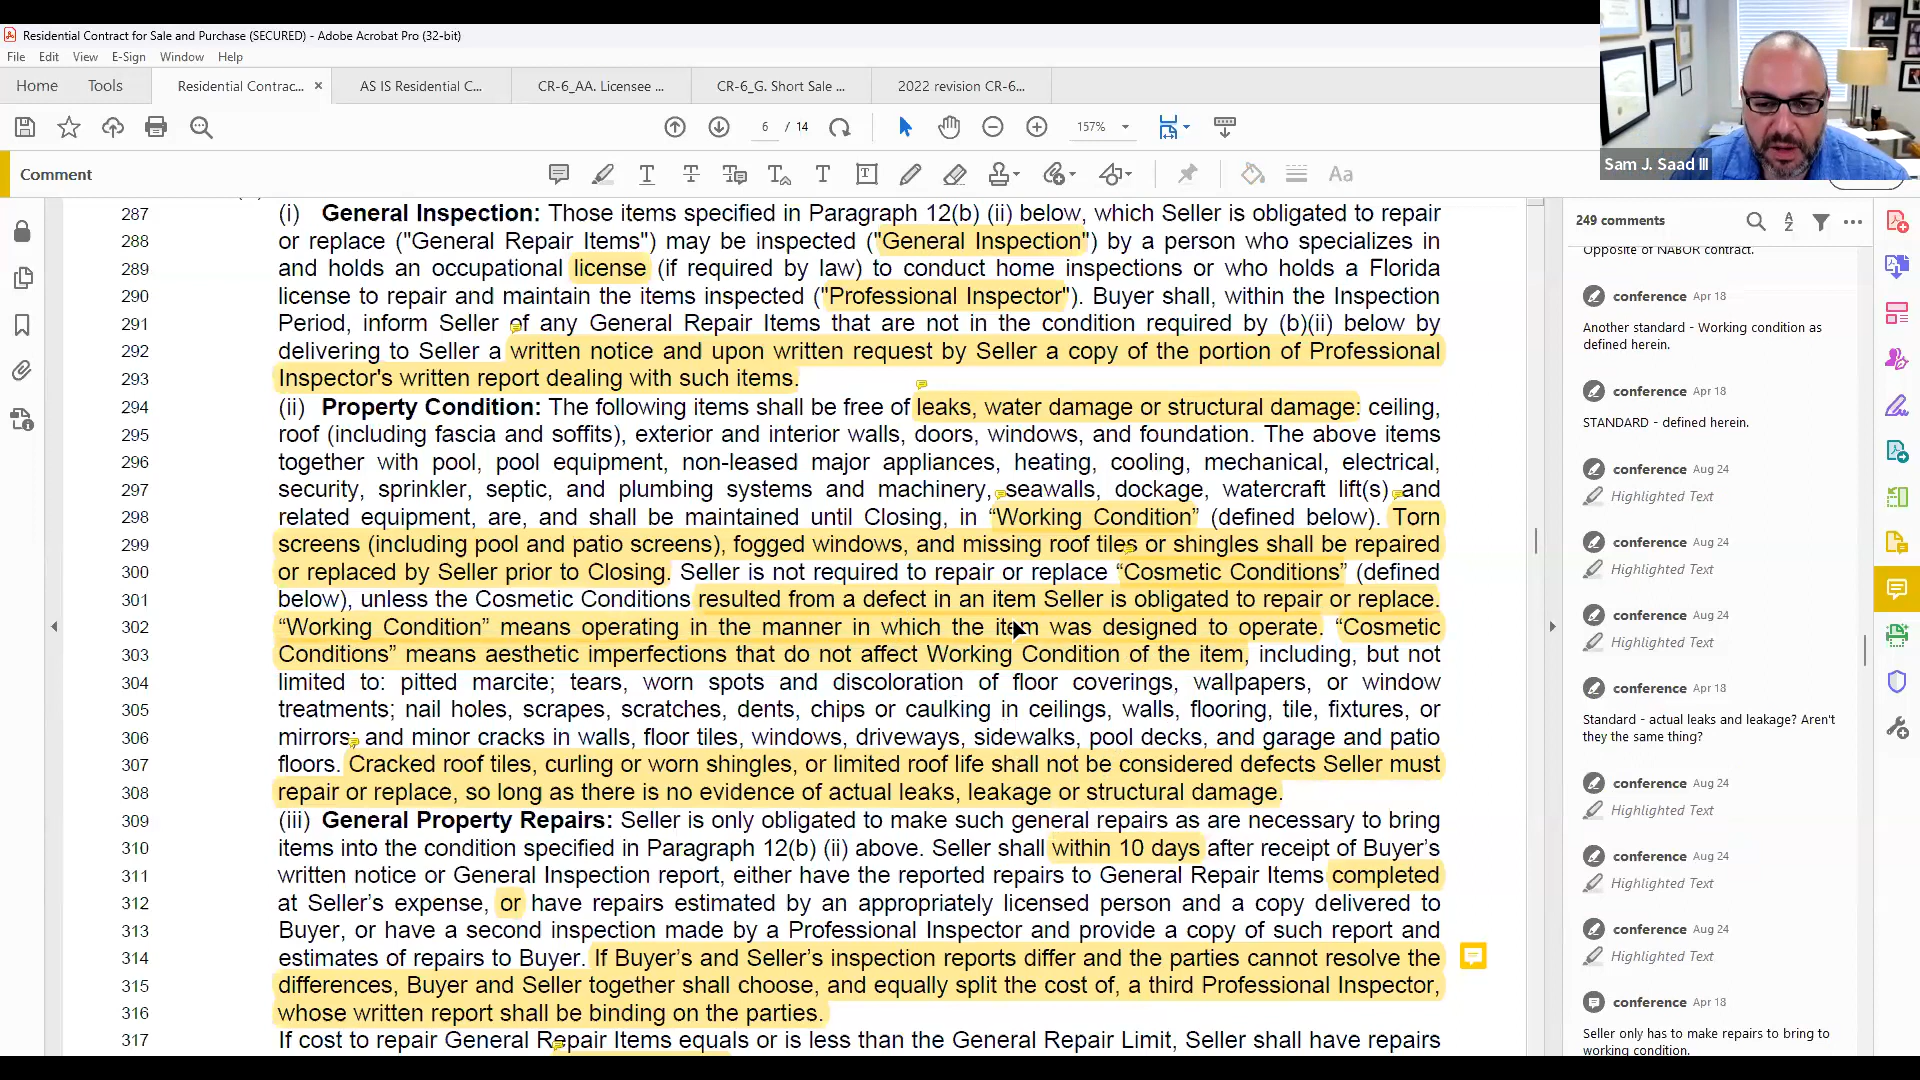 Residential Contract for Sale and Purchase (SECURED) - Adobe Acrobat Pro (32-bit)
File Edit View E-Sign Window Help
Home Tools Residential Contrac... × AS IS Residential C... CR-6_AA. Licensee ... CR-6_G. Short Sale ... 2022 revision CR-6...
6 / 14 157%
Comment
Sam J. Saad III
287 (i) General Inspection: Those items specified in Paragraph 12(b) (ii) below, which Seller is obligated to repair
288 or replace ("General Repair Items") may be inspected ("General Inspection") by a person who specializes in
289 and holds an occupational license (if required by law) to conduct home inspections or who holds a Florida
290 license to repair and maintain the items inspected ("Professional Inspector"). Buyer shall, within the Inspection
291 Period, inform Seller of any General Repair Items that are not in the condition required by (b)(ii) below by
292 delivering to Seller a written notice and upon written request by Seller a copy of the portion of Professional
293 Inspector's written report dealing with such items.
294 (ii) Property Condition: The following items shall be free of leaks, water damage or structural damage: ceiling,
295 roof (including fascia and soffits), exterior and interior walls, doors, windows, and foundation. The above items
296 together with pool, pool equipment, non-leased major appliances, heating, cooling, mechanical, electrical,
297 security, sprinkler, septic, and plumbing systems and machinery, seawalls, dockage, watercraft lift(s) and
298 related equipment, are, and shall be maintained until Closing, in “Working Condition” (defined below). Torn
299 screens (including pool and patio screens), fogged windows, and missing roof tiles or shingles shall be repaired
300 or replaced by Seller prior to Closing. Seller is not required to repair or replace “Cosmetic Conditions” (defined
301 below), unless the Cosmetic Conditions resulted from a defect in an item Seller is obligated to repair or replace.
302 “Working Condition” means operating in the manner in which the item was designed to operate. “Cosmetic
303 Conditions” means aesthetic imperfections that do not affect Working Condition of the item, including, but not
304 limited to: pitted marcite; tears, worn spots and discoloration of floor coverings, wallpapers, or window
305 treatments; nail holes, scrapes, scratches, dents, chips or caulking in ceilings, walls, flooring, tile, fixtures, or
306 mirrors; and minor cracks in walls, floor tiles, windows, driveways, sidewalks, pool decks, and garage and patio
307 floors. Cracked roof tiles, curling or worn shingles, or limited roof life shall not be considered defects Seller must
308 repair or replace, so long as there is no evidence of actual leaks, leakage or structural damage.
309 (iii) General Property Repairs: Seller is only obligated to make such general repairs as are necessary to bring
310 items into the condition specified in Paragraph 12(b) (ii) above. Seller shall within 10 days after receipt of Buyer’s
311 written notice or General Inspection report, either have the reported repairs to General Repair Items completed
312 at Seller’s expense, or have repairs estimated by an appropriately licensed person and a copy delivered to
313 Buyer, or have a second inspection made by a Professional Inspector and provide a copy of such report and
314 estimates of repairs to Buyer. If Buyer’s and Seller’s inspection reports differ and the parties cannot resolve the
315 differences, Buyer and Seller together shall choose, and equally split the cost of, a third Professional Inspector,
316 whose written report shall be binding on the parties.
317 If cost to repair General Repair Items equals or is less than the General Repair Limit, Seller shall have repairs
249 comments
Opposite of NABOR contract.
conference Apr 18
Another standard - Working condition as
defined herein.
conference Apr 18
STANDARD - defined herein.
conference Aug 24
Highlighted Text
conference Aug 24
Highlighted Text
conference Aug 24
Highlighted Text
conference Apr 18
Standard - actual leaks and leakage? Aren't
they the same thing?
conference Aug 24
Highlighted Text
conference Aug 24
Highlighted Text
conference Aug 24
Highlighted Text
conference Apr 18
Seller only has to make repairs to bring to
working condition.